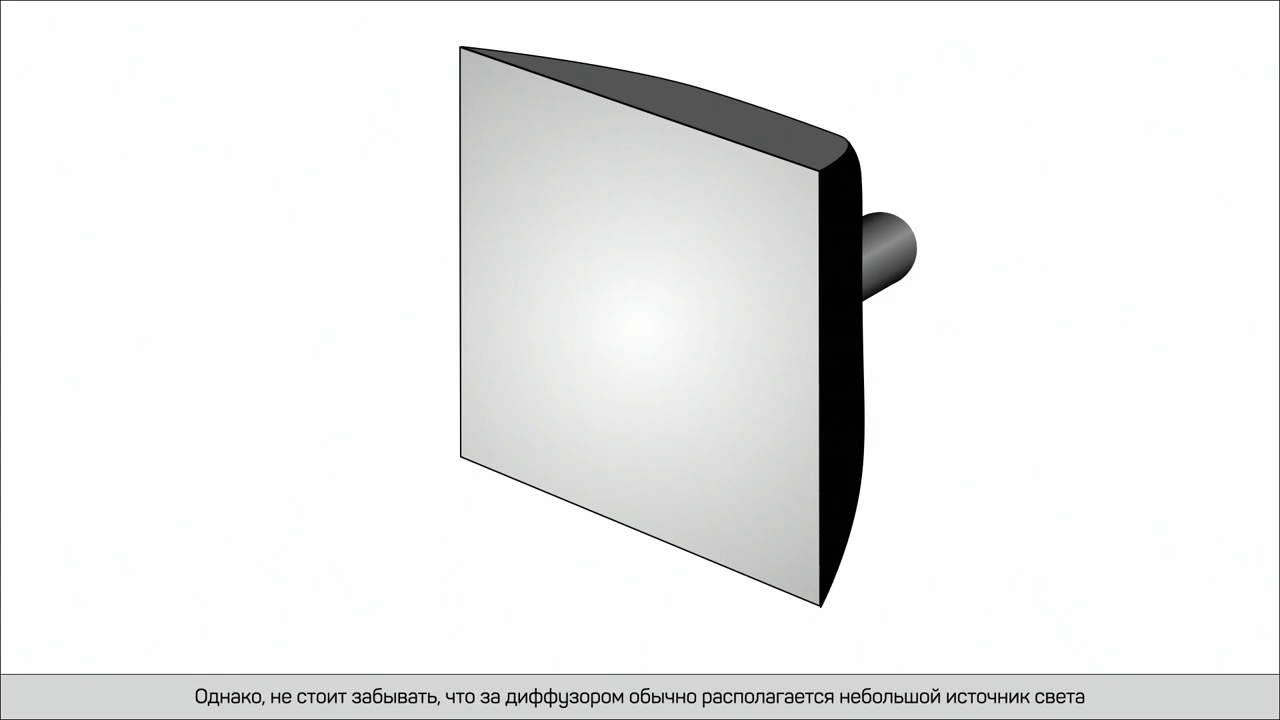 Однако, не стоит забывать, что за диффузором обычно располагается небольшой источник света